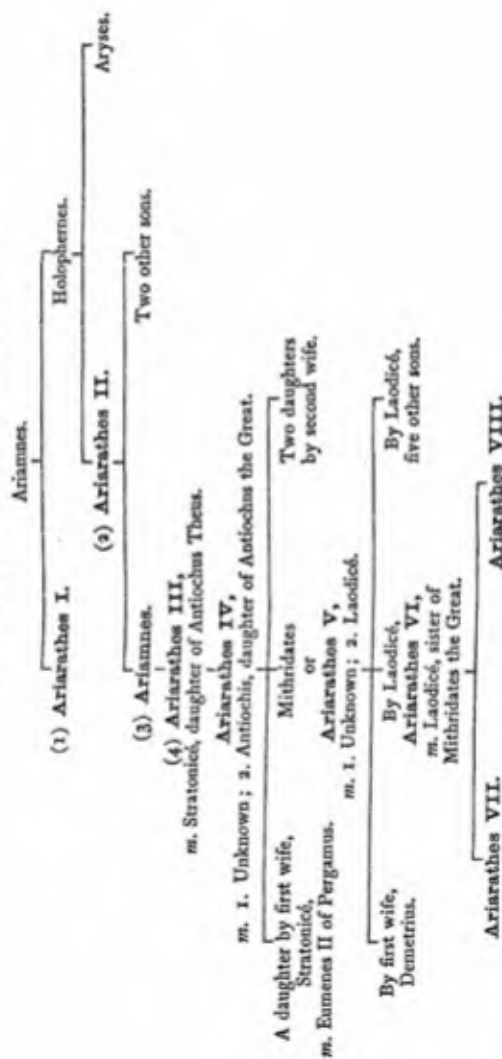 Ariamnes.
(1) Ariarathes I.
Holophernes.
(2) Ariarathes II.
Aryses.
(3) Ariamnes.
Two other sons.
(4) Ariarathes III,
m. Stratonicé, daughter of Antiochus Theus.
Ariarathes IV,
m. 1. Unknown; 2. Antiochis, daughter of Antiochus the Great.
A daughter by first wife,
Stratonicé,
m. Eumenes II of Pergamus.
Mithridates
or
Ariarathes V,
m. 1. Unknown; 2. Laodicé.
Two daughters
by second wife.
By first wife,
Demetrius.
By Laodicé,
Ariarathes VI,
m. Laodicé, sister of
Mithridates the Great.
By Laodicé,
five other sons.
Ariarathes VII.
Ariarathes VIII.